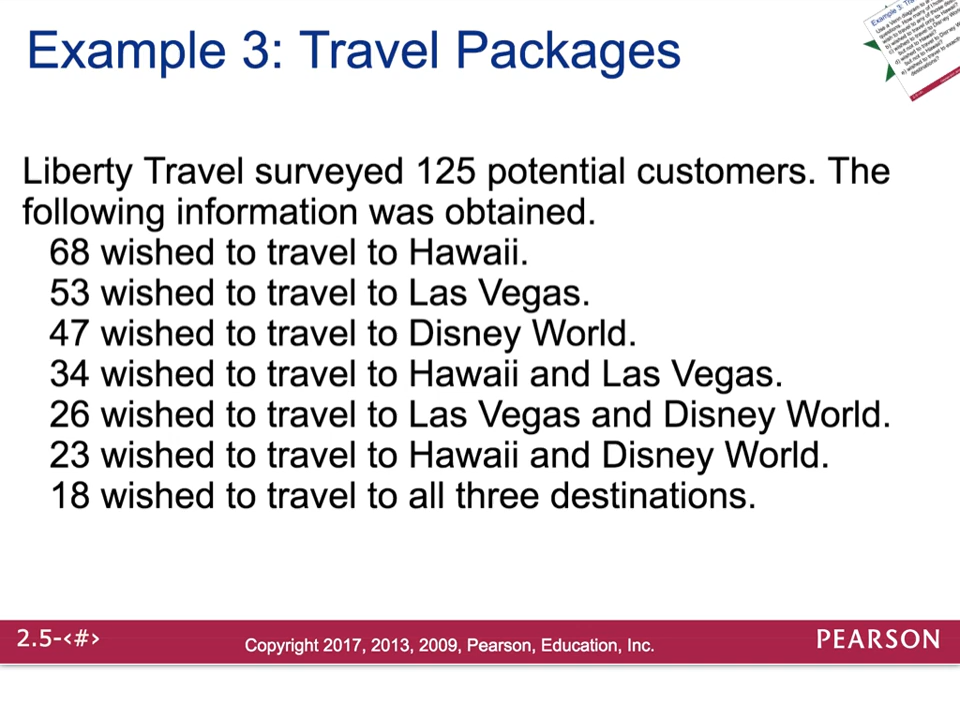 Example 3: Travel Packages
Liberty Travel surveyed 125 potential customers. The
following information was obtained.
68 wished to travel to Hawaii.
53 wished to travel to Las Vegas.
47 wished to travel to Disney World.
34 wished to travel to Hawaii and Las Vegas.
26 wished to travel to Las Vegas and Disney World.
23 wished to travel to Hawaii and Disney World.
18 wished to travel to all three destinations.
2.5-<#>
Copyright 2017, 2013, 2009, Pearson, Education, Inc.
PEARSON